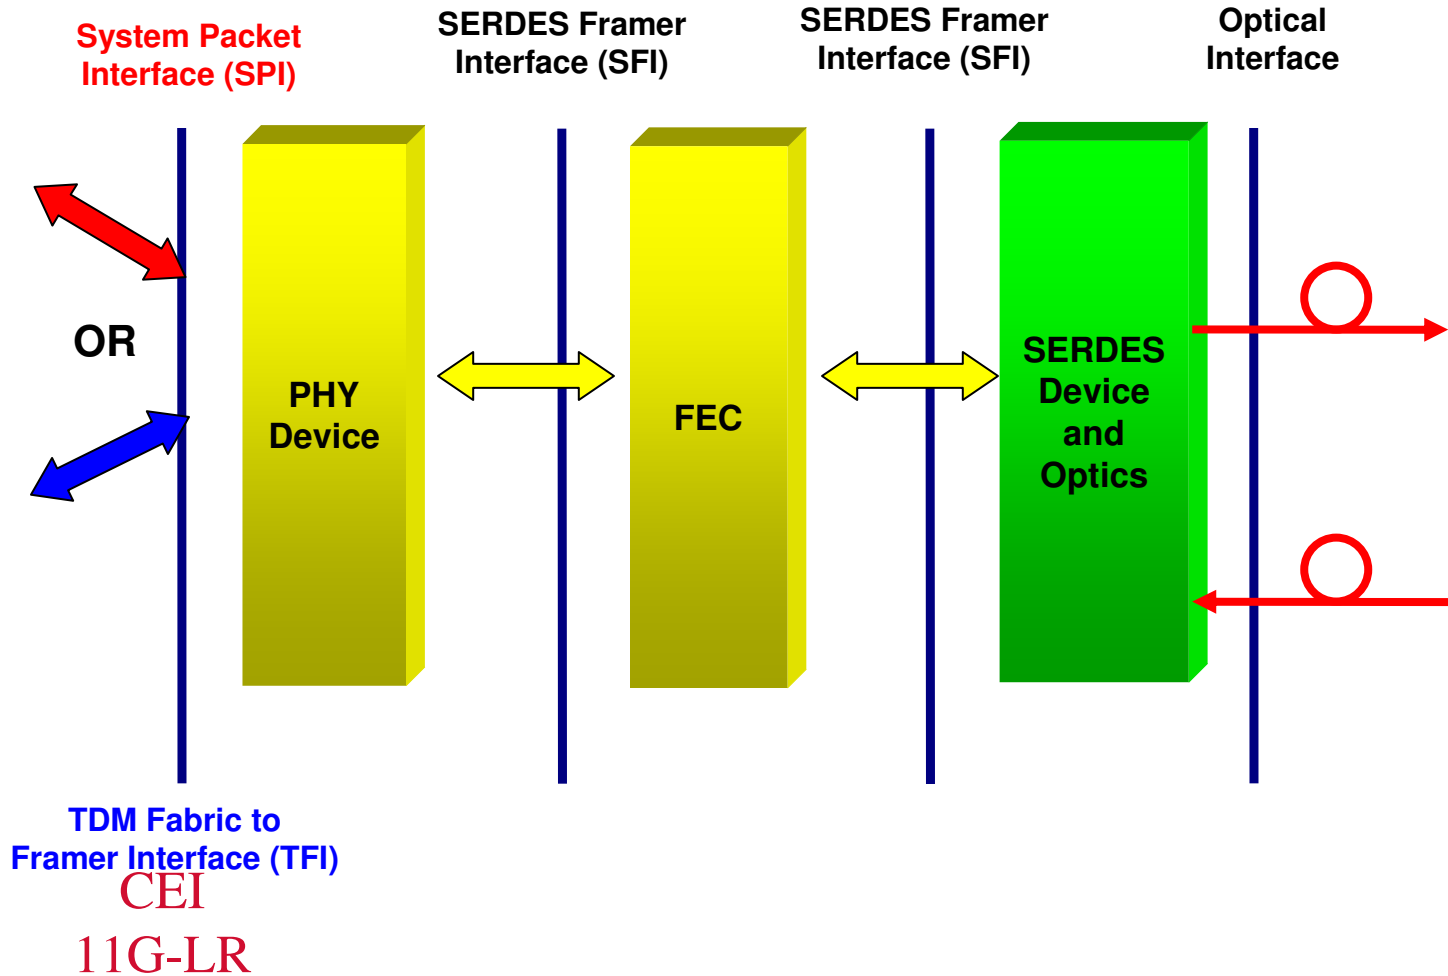 System Packet
Interface (SPI)
SERDES Framer
Interface (SFI)
SERDES Framer
Interface (SFI)
Optical
Interface
OR
PHY
Device
FEC
SERDES
Device
and
Optics
TDM Fabric to
Framer Interface (TFI)
CEI
11G-LR